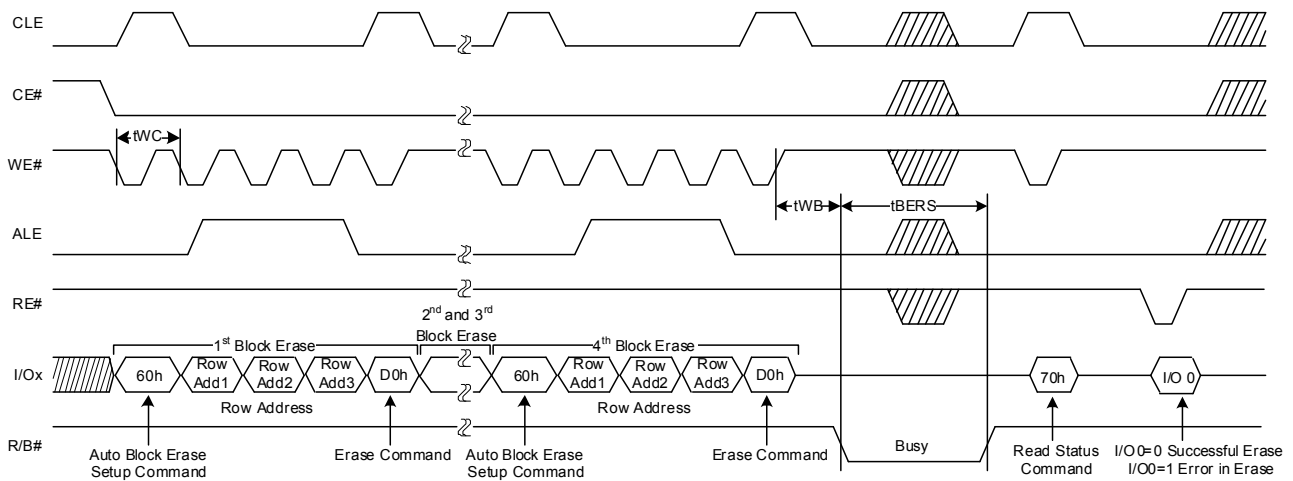 CLE
CE#
tWC
WE#
tWB
tBERS
ALE
RE#
2nd and 3rd
Block Erase
1st Block Erase
4th Block Erase
I/Ox
60h
Row
Add1
Row
Add2
Row
Add3
D0h
60h
Row
Add1
Row
Add2
Row
Add3
D0h
70h
I/O 0
Row Address
Row Address
R/B#
Busy
Auto Block Erase
Setup Command
Erase Command
Auto Block Erase
Setup Command
Erase Command
Read Status
Command
I/O0=0 Successful Erase
I/O0=1 Error in Erase